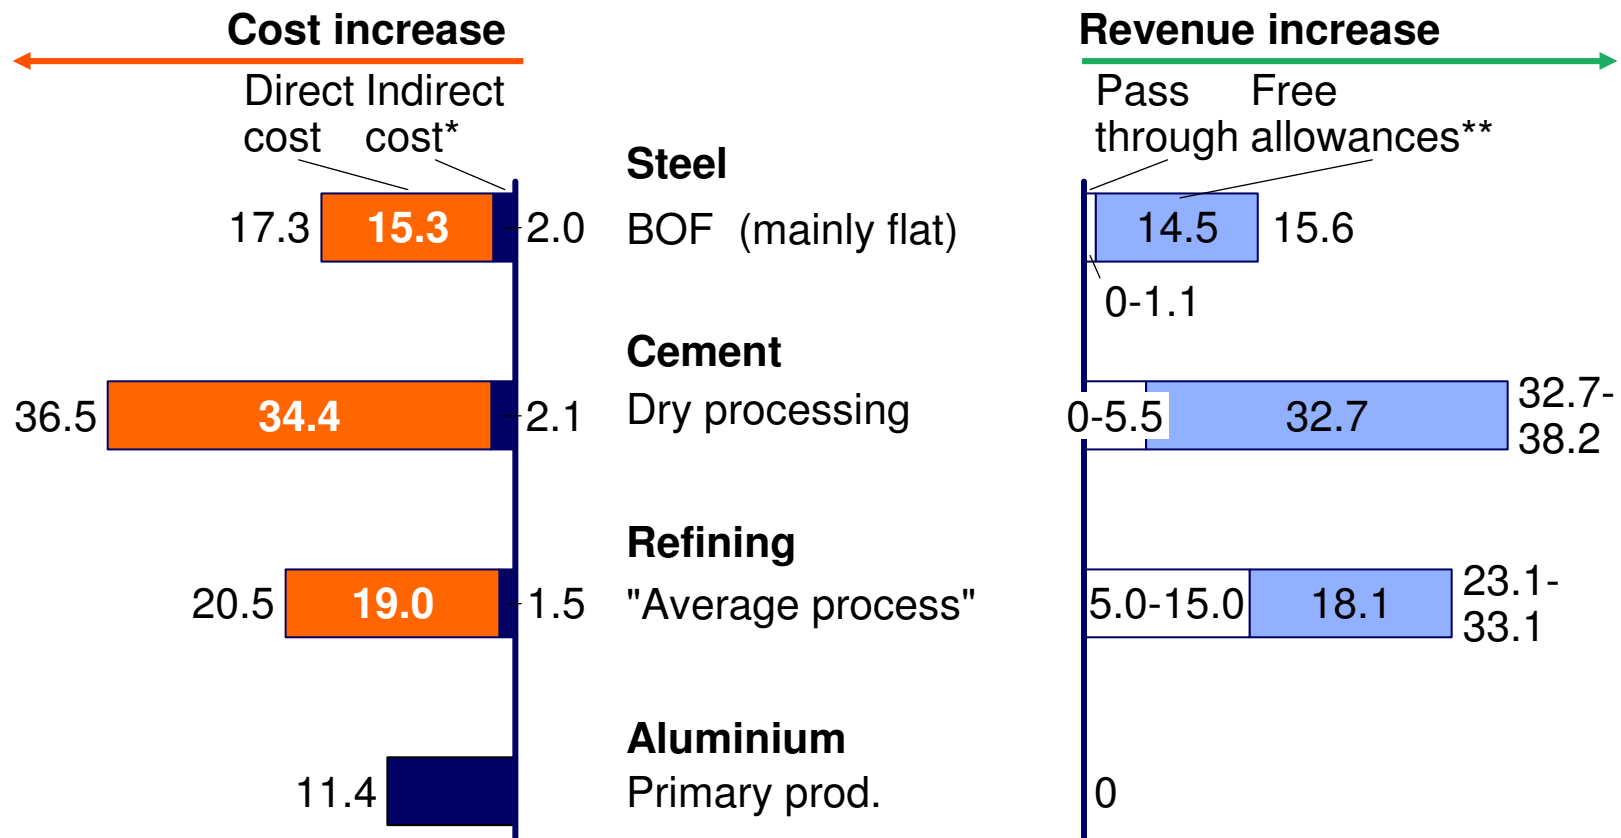 Cost increase
Revenue increase
Direct Indirect
cost cost*
Pass Free
through allowances**
Steel
17.3 15.3 2.0 BOF (mainly flat) 14.5 15.6
0-1.1
Cement
36.5 34.4 2.1 Dry processing 0-5.5 32.7 32.7-
38.2
Refining
20.5 19.0 1.5 "Average process" 5.0-15.0 18.1 23.1-
33.1
Aluminium
11.4 Primary prod. 0